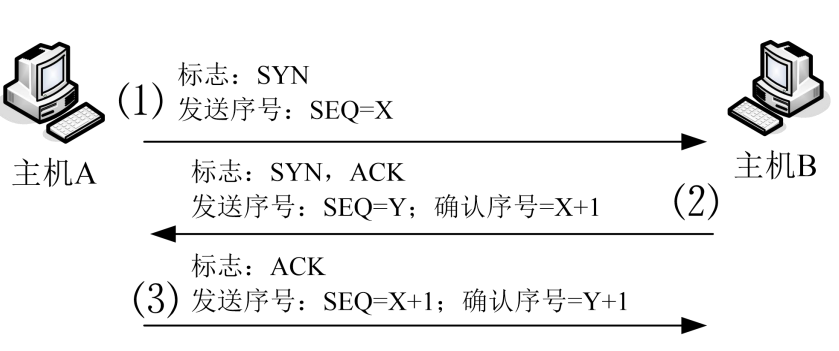 (1)
标志：SYN
发送序号：SEQ=X
主机A
主机B
标志：SYN，ACK
发送序号：SEQ=Y；确认序号=X+1
(2)
标志：ACK
(3)
发送序号：SEQ=X+1；确认序号=Y+1